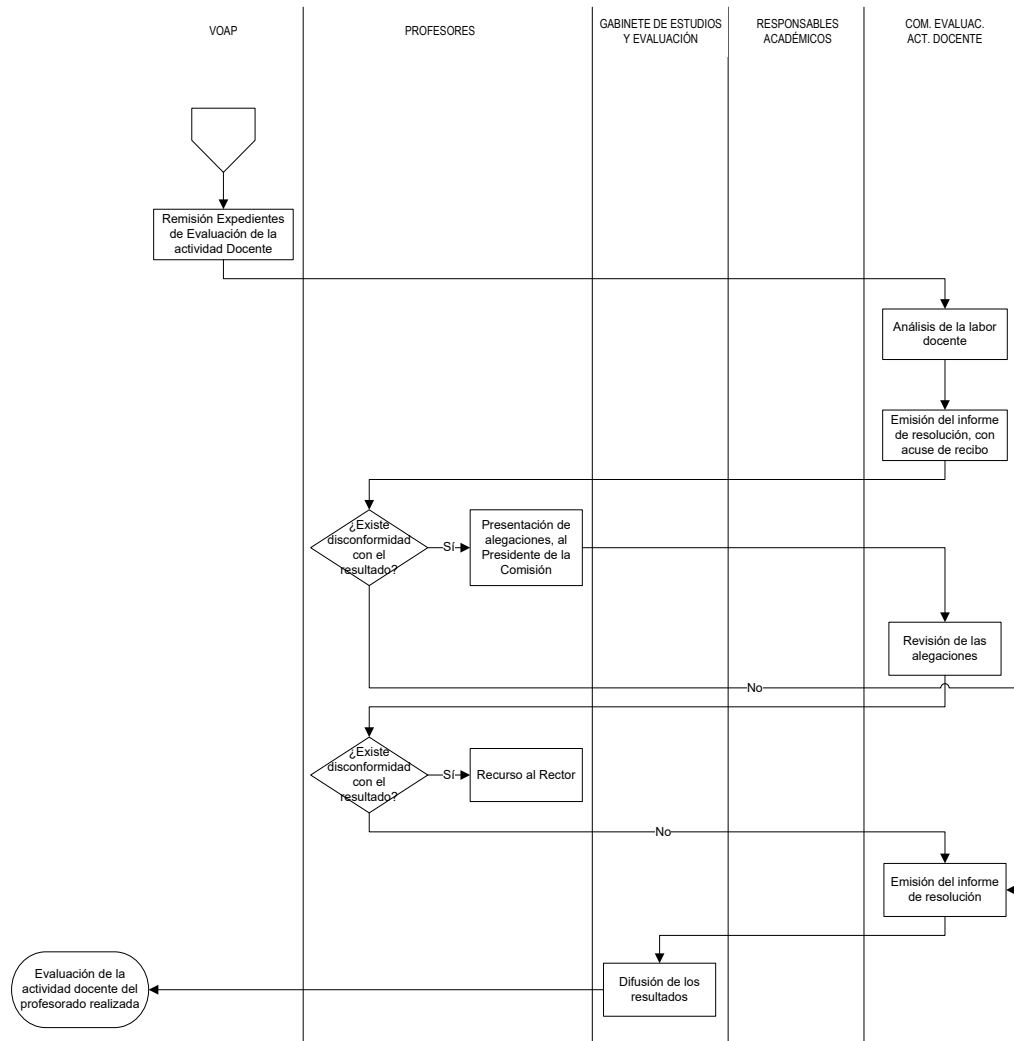 VOAP
PROFESORES
GABINETE DE ESTUDIOS
Y EVALUACIÓN
RESPONSABLES
ACADÉMICOS
COM. EVALUAC.
ACT. DOCENTE
Remisión Expedientes
de Evaluación de la
actividad Docente
Análisis de la labor
docente
Emisión del informe
de resolución, con
acuse de recibo
¿Existe
disconformidad
con el
resultado?
Sí
Presentación de
alegaciones, al
Presidente de la
Comisión
Revisión de las
alegaciones
No
¿Existe
disconformidad
con el
resultado?
Sí
Recurso al Rector
No
Emisión del informe
de resolución
Difusión de los
resultados
Evaluación de la
actividad docente del
profesorado realizada